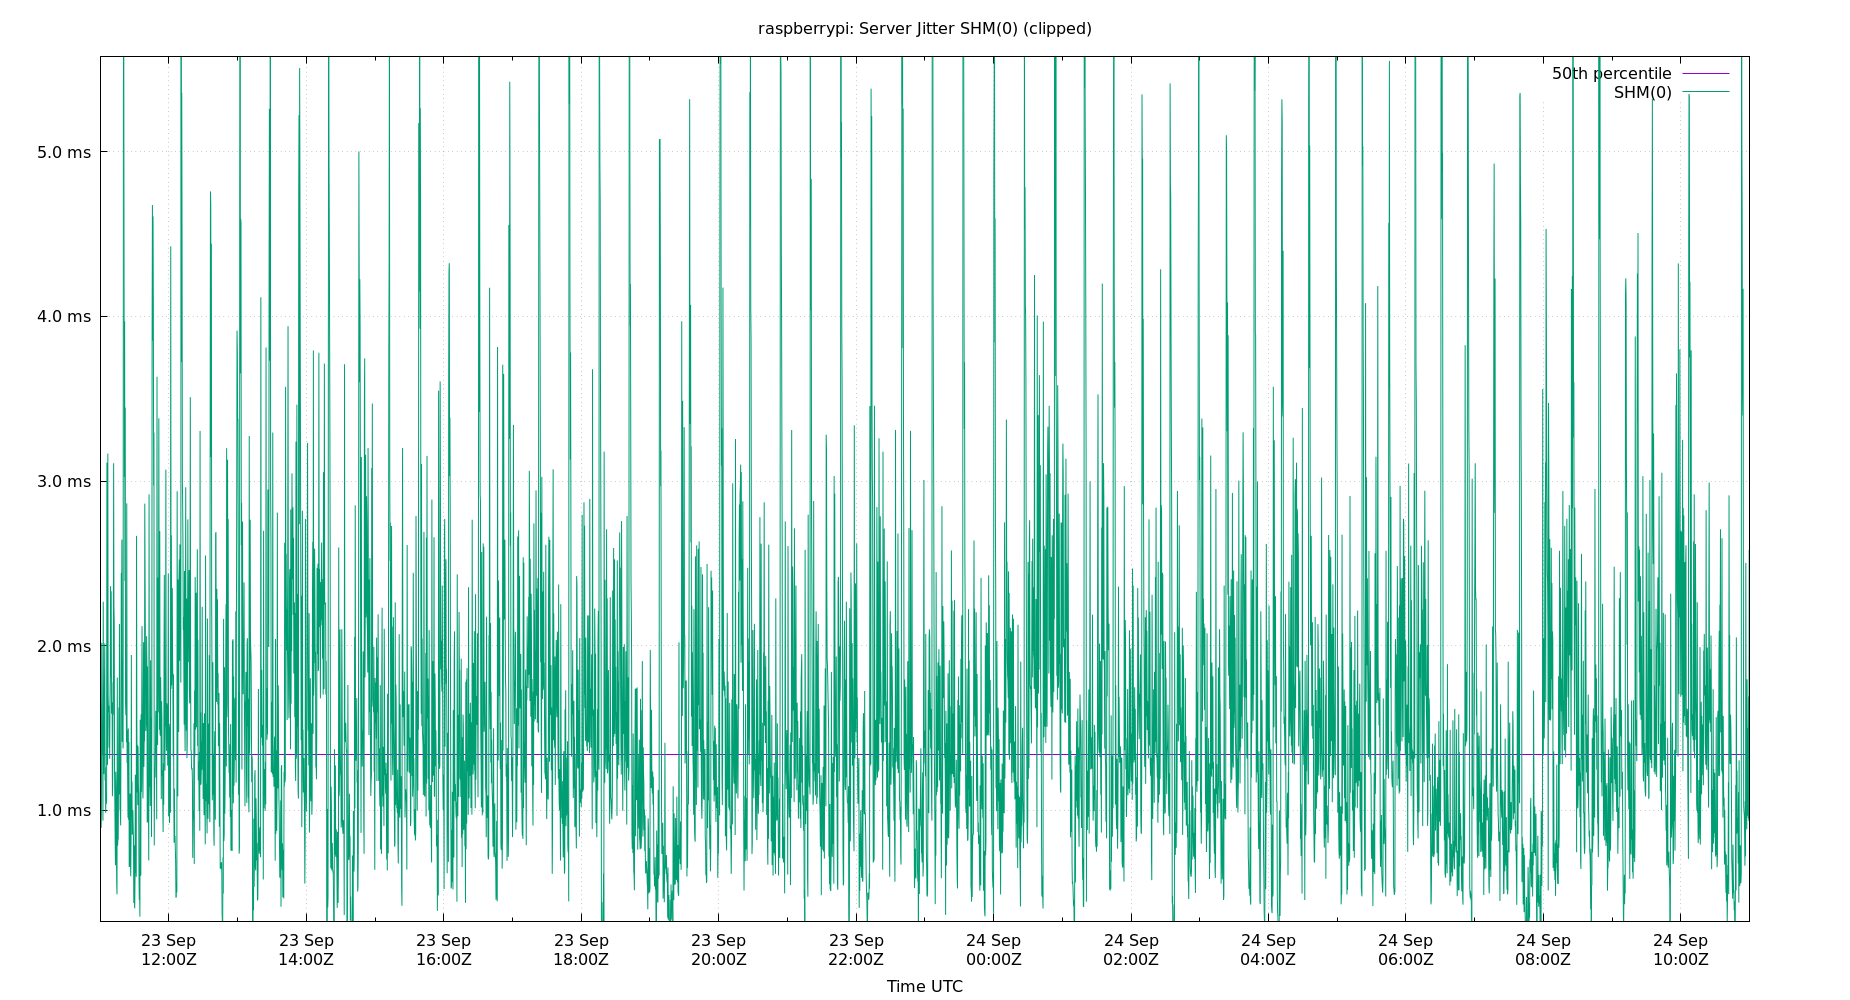 raspberrypi: Server Jitter SHM(0) (clipped)
50th percentile
SHM(0)
5.0 ms
4.0 ms
3.0 ms
2.0 ms
1.0 ms
23 Sep 23 Sep 23 Sep 23 Sep 23 Sep 23 Sep 24 Sep 24 Sep 24 Sep 24 Sep 24 Sep 24 Sep
12:00Z 14:00Z 16:00Z 18:00Z 20:00Z 22:00Z 00:00Z 02:00Z 04:00Z 06:00Z 08:00Z 10:00Z
Time UTC